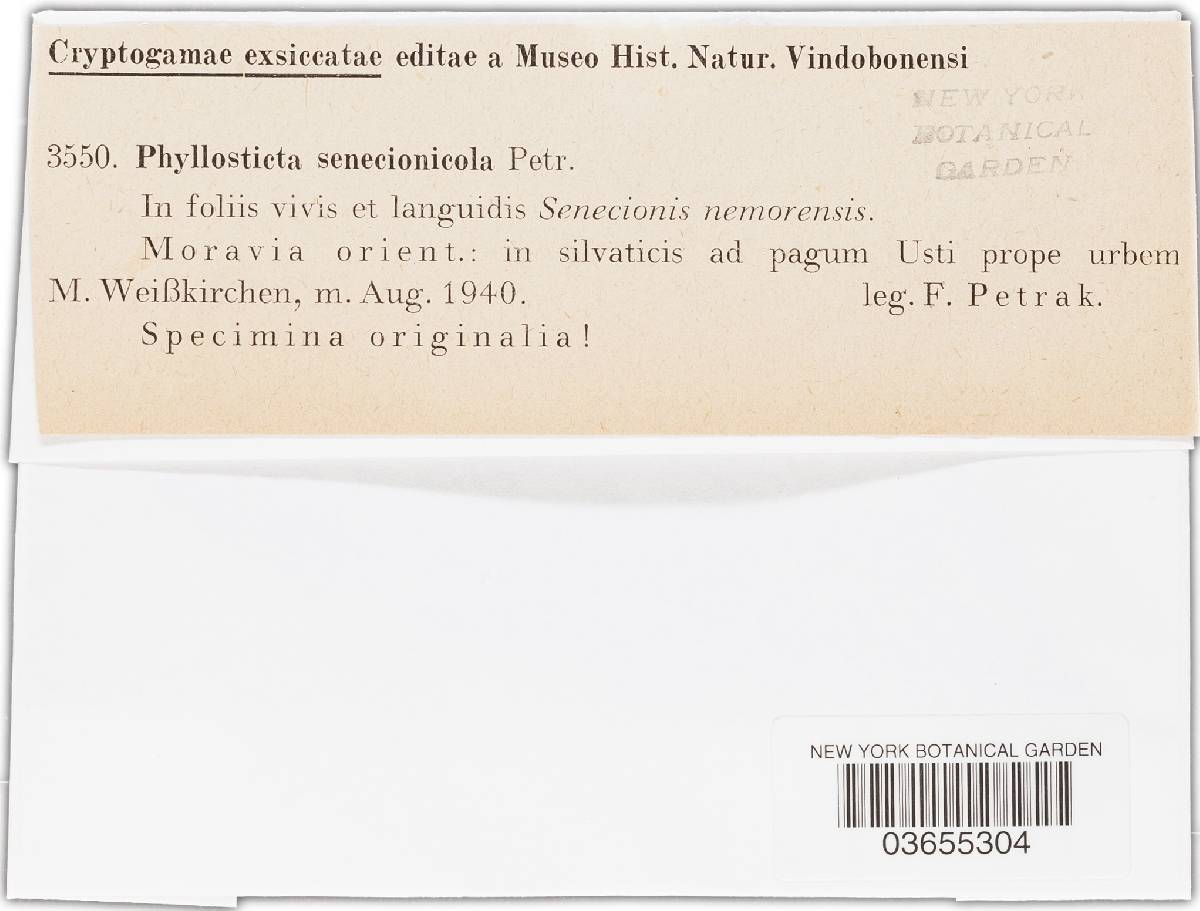 Cryptogamae exsiccatae editae a Museo Hist. Natur. Vindobonensi
NEW YORK
BOTANICAL
GARDEN
3550. Phyllosticta senecionicola Petr.
In foliis vivis et languidis Senecionis nemorensis.
Moravia orient.: in silvaticis ad pagum Usti prope urbem
M. Weißkirchen, m. Aug. 1940. leg. F. Petrak.
Specimina originalia!
NEW YORK BOTANICAL GARDEN
03655304